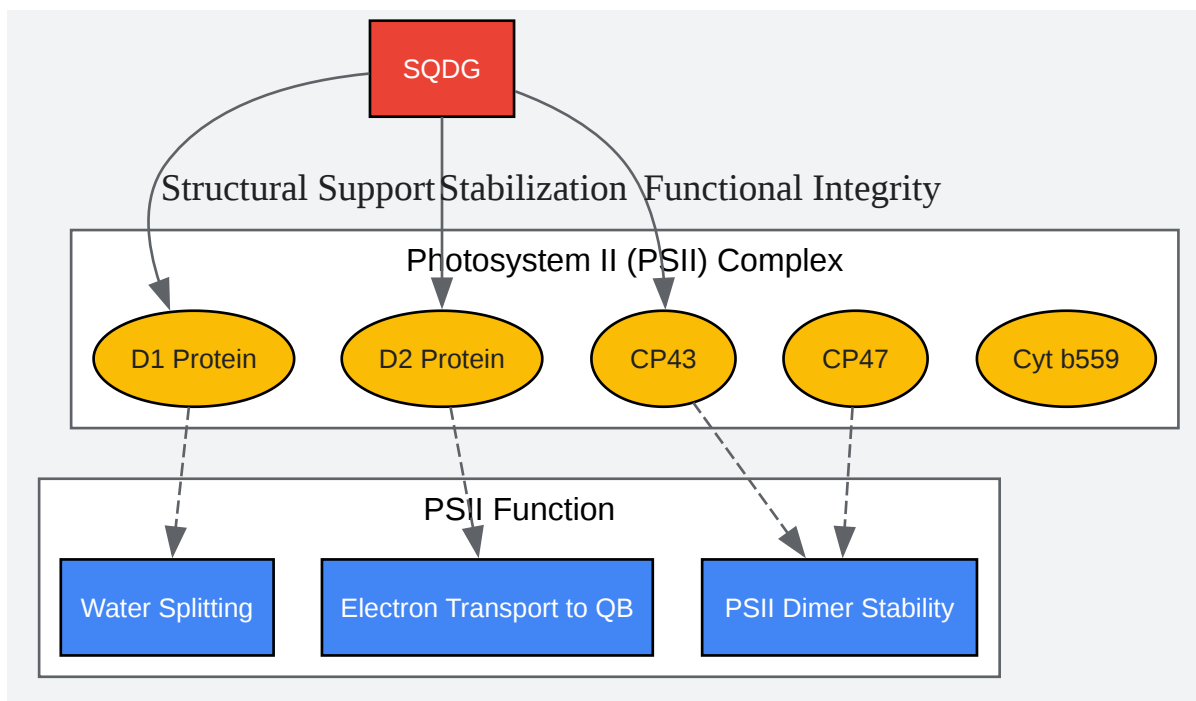 SQDG
Structural Support
Stabilization
Functional Integrity
Photosystem II (PSII) Complex
D1 Protein
D2 Protein
CP43
CP47
Cyt b559
PSII Function
Water Splitting
Electron Transport to QB
PSII Dimer Stability